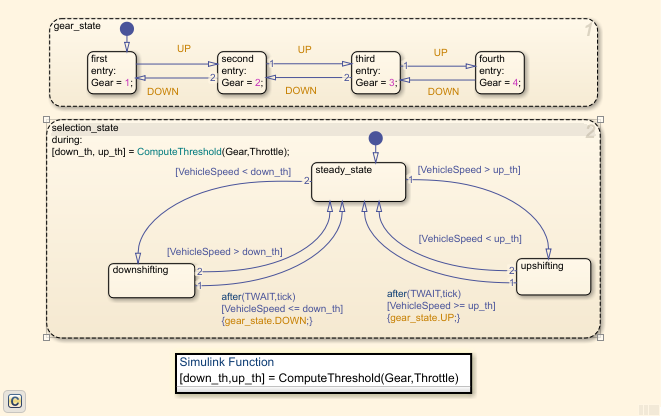 gear_state
1
UP
UP
UP
first
entry:
Gear = 1;
second
entry:
Gear = 2;
third
entry:
Gear = 3;
fourth
entry:
Gear = 4;
1
1
2
2
1
DOWN
DOWN
DOWN
selection_state
2
during:
[down_th, up_th] = ComputeThreshold(Gear,Throttle);
[VehicleSpeed < down_th]
[VehicleSpeed > up_th]
steady_state
2
1
[VehicleSpeed > down_th]
[VehicleSpeed < up_th]
downshifting
2
1
upshifting
2
1
after(TWAIT,tick)
[VehicleSpeed <= down_th]
{gear_state.DOWN;}
after(TWAIT,tick)
[VehicleSpeed >= up_th]
{gear_state.UP;}
Simulink Function
[down_th,up_th] = ComputeThreshold(Gear,Throttle)
C